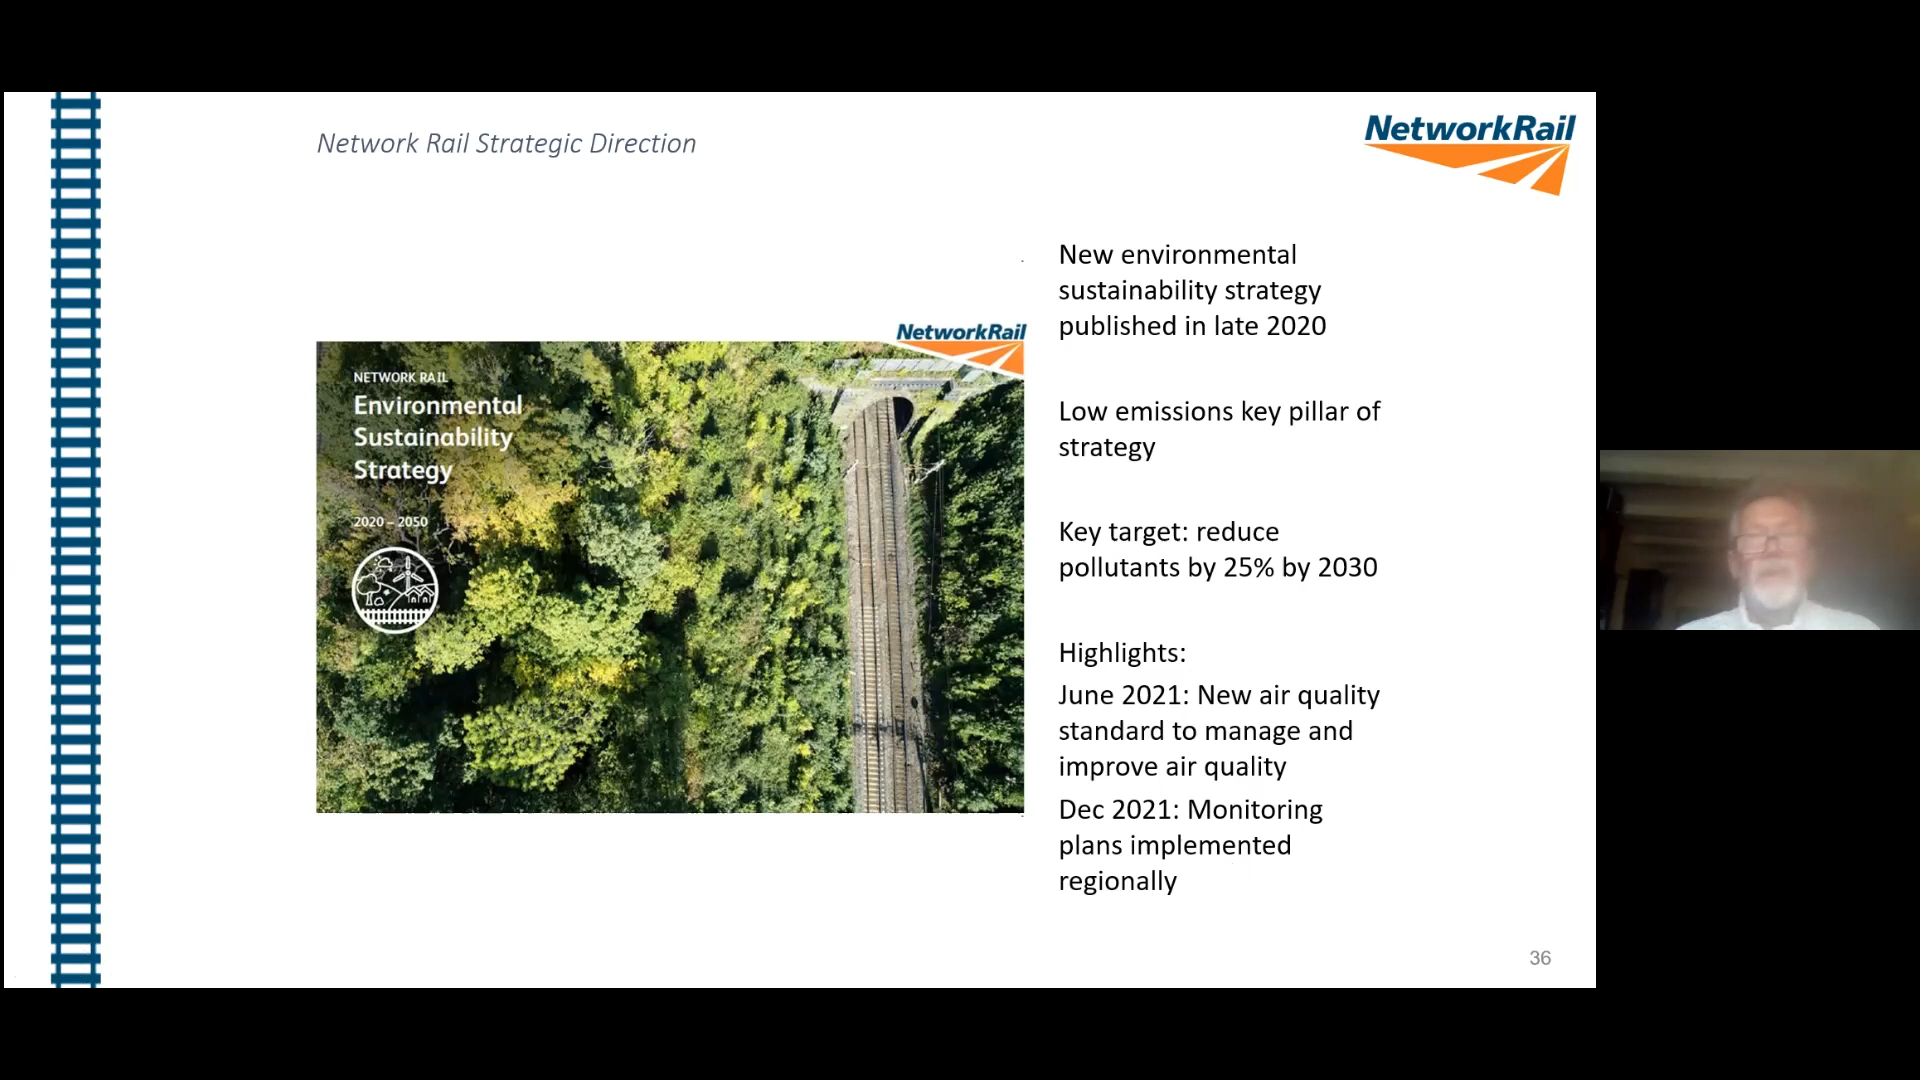 Network Rail Strategic Direction
NetworkRail
New environmental
sustainability strategy
published in late 2020
Low emissions key pillar of
strategy
Key target: reduce
pollutants by 25% by 2030
Highlights:
June 2021: New air quality
standard to manage and
improve air quality
Dec 2021: Monitoring
plans implemented
regionally
NetworkRail
NETWORK RAIL
Environmental
Sustainability
Strategy
2020 – 2050
36